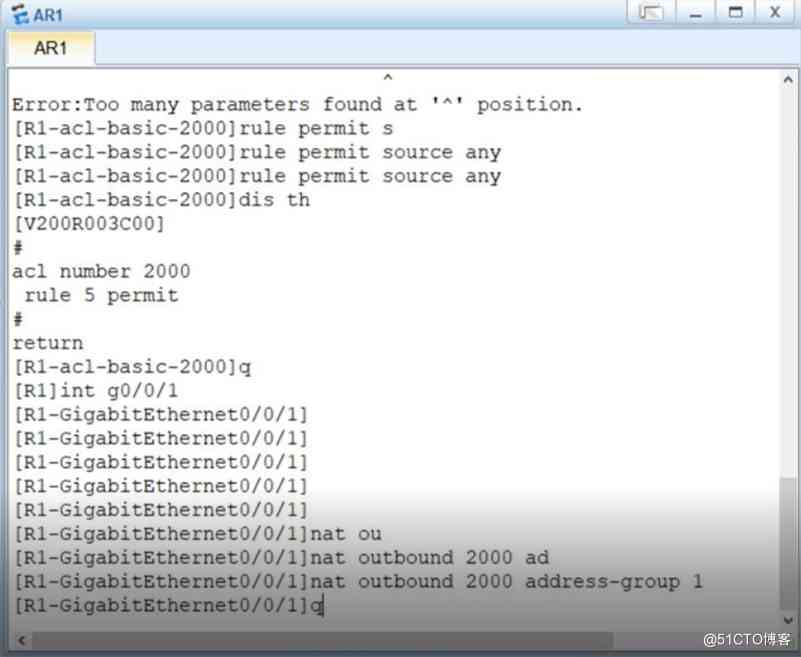 AR1
AR1
^
Error:Too many parameters found at '^' position.
[R1-acl-basic-2000]rule permit s
[R1-acl-basic-2000]rule permit source any
[R1-acl-basic-2000]rule permit source any
[R1-acl-basic-2000]dis th
[V200R003C00]
#
acl number 2000
 rule 5 permit
#
return
[R1-acl-basic-2000]q
[R1]int g0/0/1
[R1-GigabitEthernet0/0/1]
[R1-GigabitEthernet0/0/1]
[R1-GigabitEthernet0/0/1]
[R1-GigabitEthernet0/0/1]
[R1-GigabitEthernet0/0/1]
[R1-GigabitEthernet0/0/1]nat ou
[R1-GigabitEthernet0/0/1]nat outbound 2000 ad
[R1-GigabitEthernet0/0/1]nat outbound 2000 address-group 1
[R1-GigabitEthernet0/0/1]q
@51CTO博客